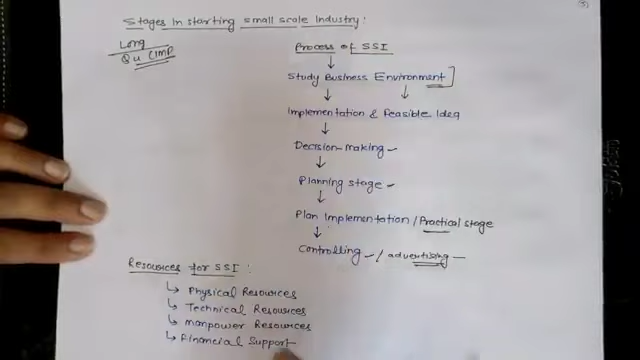 Stages in starting small scale Industry:
Long
Qu (IMP
Process of SSI
Study Business Environment
Implementation & Feasible Idea
Decision-making
Planning stage
Plan Implementation / Practical stage
Controlling / advertising
Resources for SSI:
Physical Resources
Technical Resources
manpower Resources
Financial Support